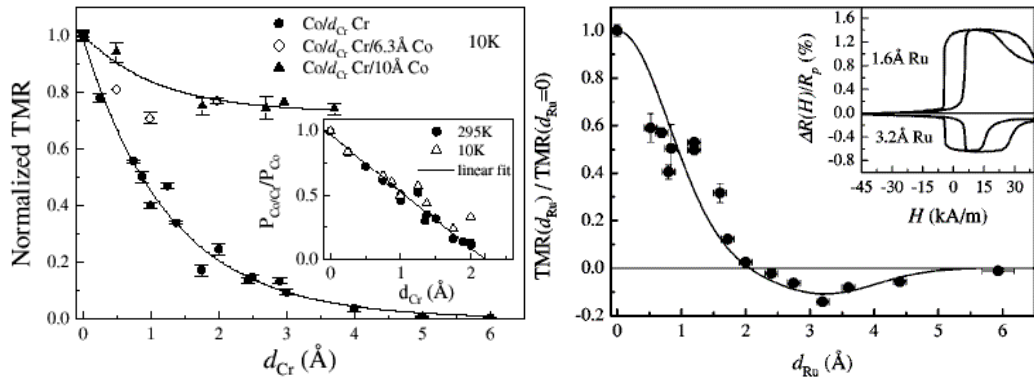 Co/d_Cr Cr
Co/d_Cr Cr/6.3Å Co
Co/d_Cr Cr/10Å Co
10K
Normalized TMR
1.0
0.8
0.6
0.4
0.2
0.0
0 1 2 3 4 5 6
d_Cr (Å)
295K
10K
linear fit
P_Co/Cr/P_Co
1.0
0.5
0.0
0 1 2
d_Cr (Å)
TMR(d_Ru) / TMR(d_Ru=0)
1.0
0.8
0.6
0.4
0.2
0.0
-0.2
0 1 2 3 4 5 6
d_Ru (Å)
ΔR(H)/R_p (%)
1.6
1.2
0.8
0.4
0.0
-0.4
-0.8
1.6Å Ru
3.2Å Ru
-45 -30 -15 0 15 30
H (kA/m)